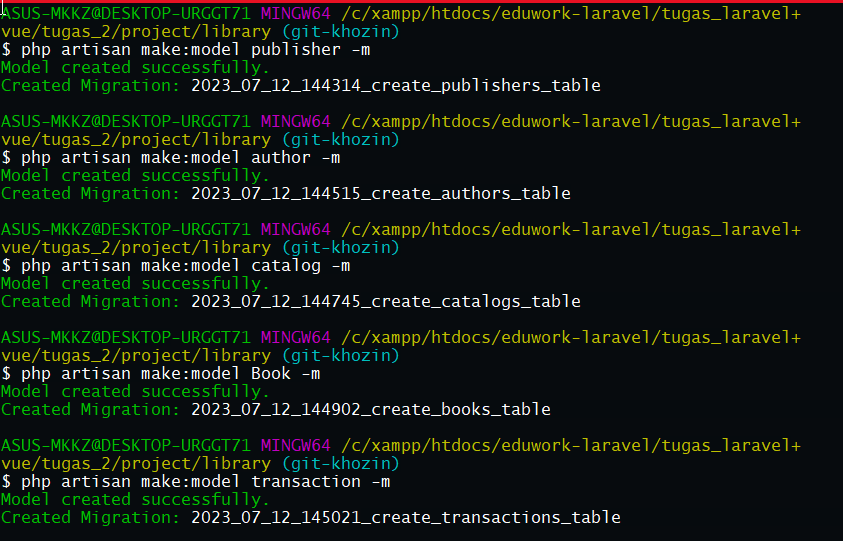 ASUS-MKKZ@DESKTOP-URGGT71 MINGW64 /c/xampp/htdocs/eduwork-laravel/tugas_laravel+
vue/tugas_2/project/library (git-khozin)
$ php artisan make:model publisher -m
Model created successfully.
Created Migration: 2023_07_12_144314_create_publishers_table

ASUS-MKKZ@DESKTOP-URGGT71 MINGW64 /c/xampp/htdocs/eduwork-laravel/tugas_laravel+
vue/tugas_2/project/library (git-khozin)
$ php artisan make:model author -m
Model created successfully.
Created Migration: 2023_07_12_144515_create_authors_table

ASUS-MKKZ@DESKTOP-URGGT71 MINGW64 /c/xampp/htdocs/eduwork-laravel/tugas_laravel+
vue/tugas_2/project/library (git-khozin)
$ php artisan make:model catalog -m
Model created successfully.
Created Migration: 2023_07_12_144745_create_catalogs_table

ASUS-MKKZ@DESKTOP-URGGT71 MINGW64 /c/xampp/htdocs/eduwork-laravel/tugas_laravel+
vue/tugas_2/project/library (git-khozin)
$ php artisan make:model Book -m
Model created successfully.
Created Migration: 2023_07_12_144902_create_books_table

ASUS-MKKZ@DESKTOP-URGGT71 MINGW64 /c/xampp/htdocs/eduwork-laravel/tugas_laravel+
vue/tugas_2/project/library (git-khozin)
$ php artisan make:model transaction -m
Model created successfully.
Created Migration: 2023_07_12_145021_create_transactions_table